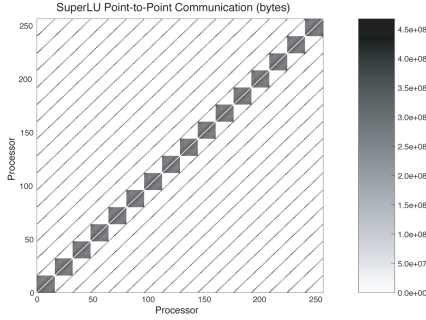 SuperLU Point-to-Point Communication (bytes)
250
200
150
100
50
0
Processor
0
50
100
150
200
250
Processor
4.5e+08
4.0e+08
3.5e+08
3.0e+08
2.5e+08
2.0e+08
1.5e+08
1.0e+08
5.0e+07
0.0e+00